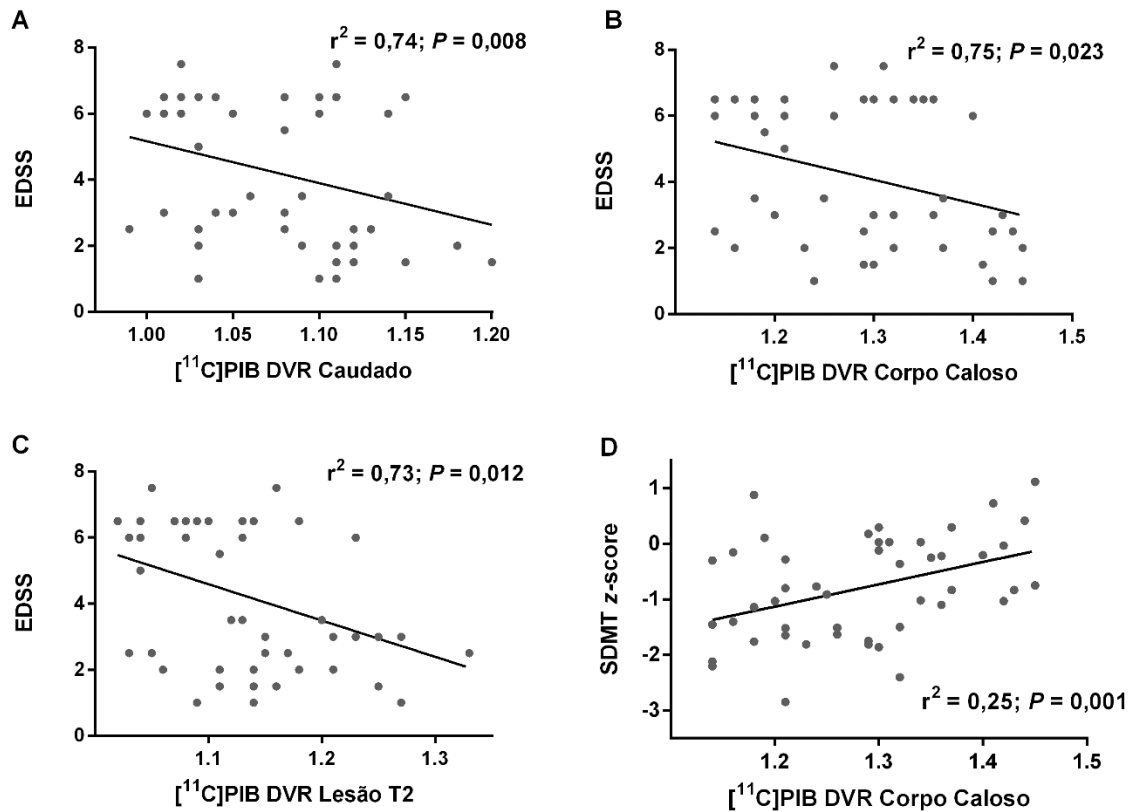 A
r² = 0,74; P = 0,008
8
6
4
2
0
EDSS
1.00 1.05 1.10 1.15 1.20
[¹¹C]PIB DVR Caudado
B
r² = 0,75; P = 0,023
8
6
4
2
0
EDSS
1.2 1.3 1.4 1.5
[¹¹C]PIB DVR Corpo Caloso
C
r² = 0,73; P = 0,012
8
6
4
2
0
EDSS
1.1 1.2 1.3
[¹¹C]PIB DVR Lesão T2
D
1
0
-1
-2
-3
SDMT z-score
r² = 0,25; P = 0,001
1.2 1.3 1.4 1.5
[¹¹C]PIB DVR Corpo Caloso